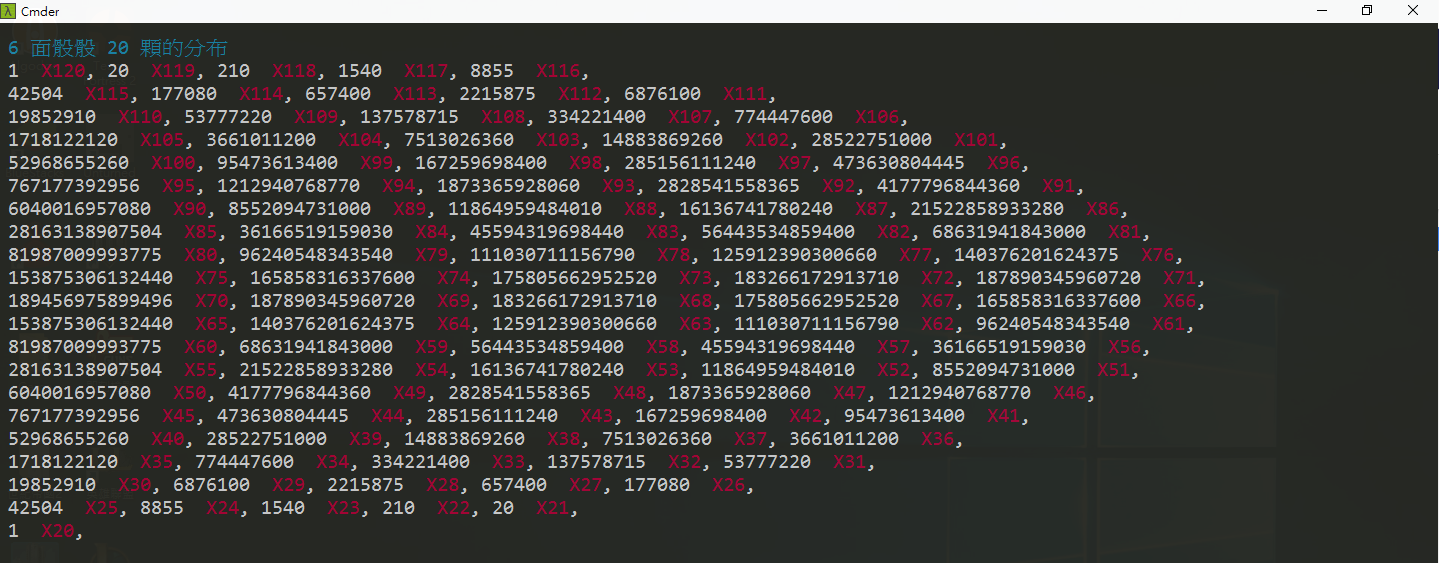 Cmder
6 面骰骰 20 顆的分布
1 X120, 20 X119, 210 X118, 1540 X117, 8855 X116,
42504 X115, 177080 X114, 657400 X113, 2215875 X112, 6876100 X111,
19852910 X110, 53777220 X109, 137578715 X108, 334221400 X107, 774447600 X106,
1718122120 X105, 3661011200 X104, 7513026360 X103, 14883869260 X102, 28522751000 X101,
52968655260 X100, 95473613400 X99, 167259698400 X98, 285156111240 X97, 473630804445 X96,
767177392956 X95, 1212940768770 X94, 1873365928060 X93, 2828541558365 X92, 4177796844360 X91,
6040016957080 X90, 8552094731000 X89, 11864959484010 X88, 16136741780240 X87, 21522858933280 X86,
28163138907504 X85, 36166519159030 X84, 45594319698440 X83, 56443534859400 X82, 68631941843000 X81,
81987009993775 X80, 96240548343540 X79, 111030711156790 X78, 125912390300660 X77, 140376201624375 X76,
153875306132440 X75, 165858316337600 X74, 175805662952520 X73, 183266172913710 X72, 187890345960720 X71,
189456975899496 X70, 187890345960720 X69, 183266172913710 X68, 175805662952520 X67, 165858316337600 X66,
153875306132440 X65, 140376201624375 X64, 125912390300660 X63, 111030711156790 X62, 96240548343540 X61,
81987009993775 X60, 68631941843000 X59, 56443534859400 X58, 45594319698440 X57, 36166519159030 X56,
28163138907504 X55, 21522858933280 X54, 16136741780240 X53, 11864959484010 X52, 8552094731000 X51,
6040016957080 X50, 4177796844360 X49, 2828541558365 X48, 1873365928060 X47, 1212940768770 X46,
767177392956 X45, 473630804445 X44, 285156111240 X43, 167259698400 X42, 95473613400 X41,
52968655260 X40, 28522751000 X39, 14883869260 X38, 7513026360 X37, 3661011200 X36,
1718122120 X35, 774447600 X34, 334221400 X33, 137578715 X32, 53777220 X31,
19852910 X30, 6876100 X29, 2215875 X28, 657400 X27, 177080 X26,
42504 X25, 8855 X24, 1540 X23, 210 X22, 20 X21,
1 X20,